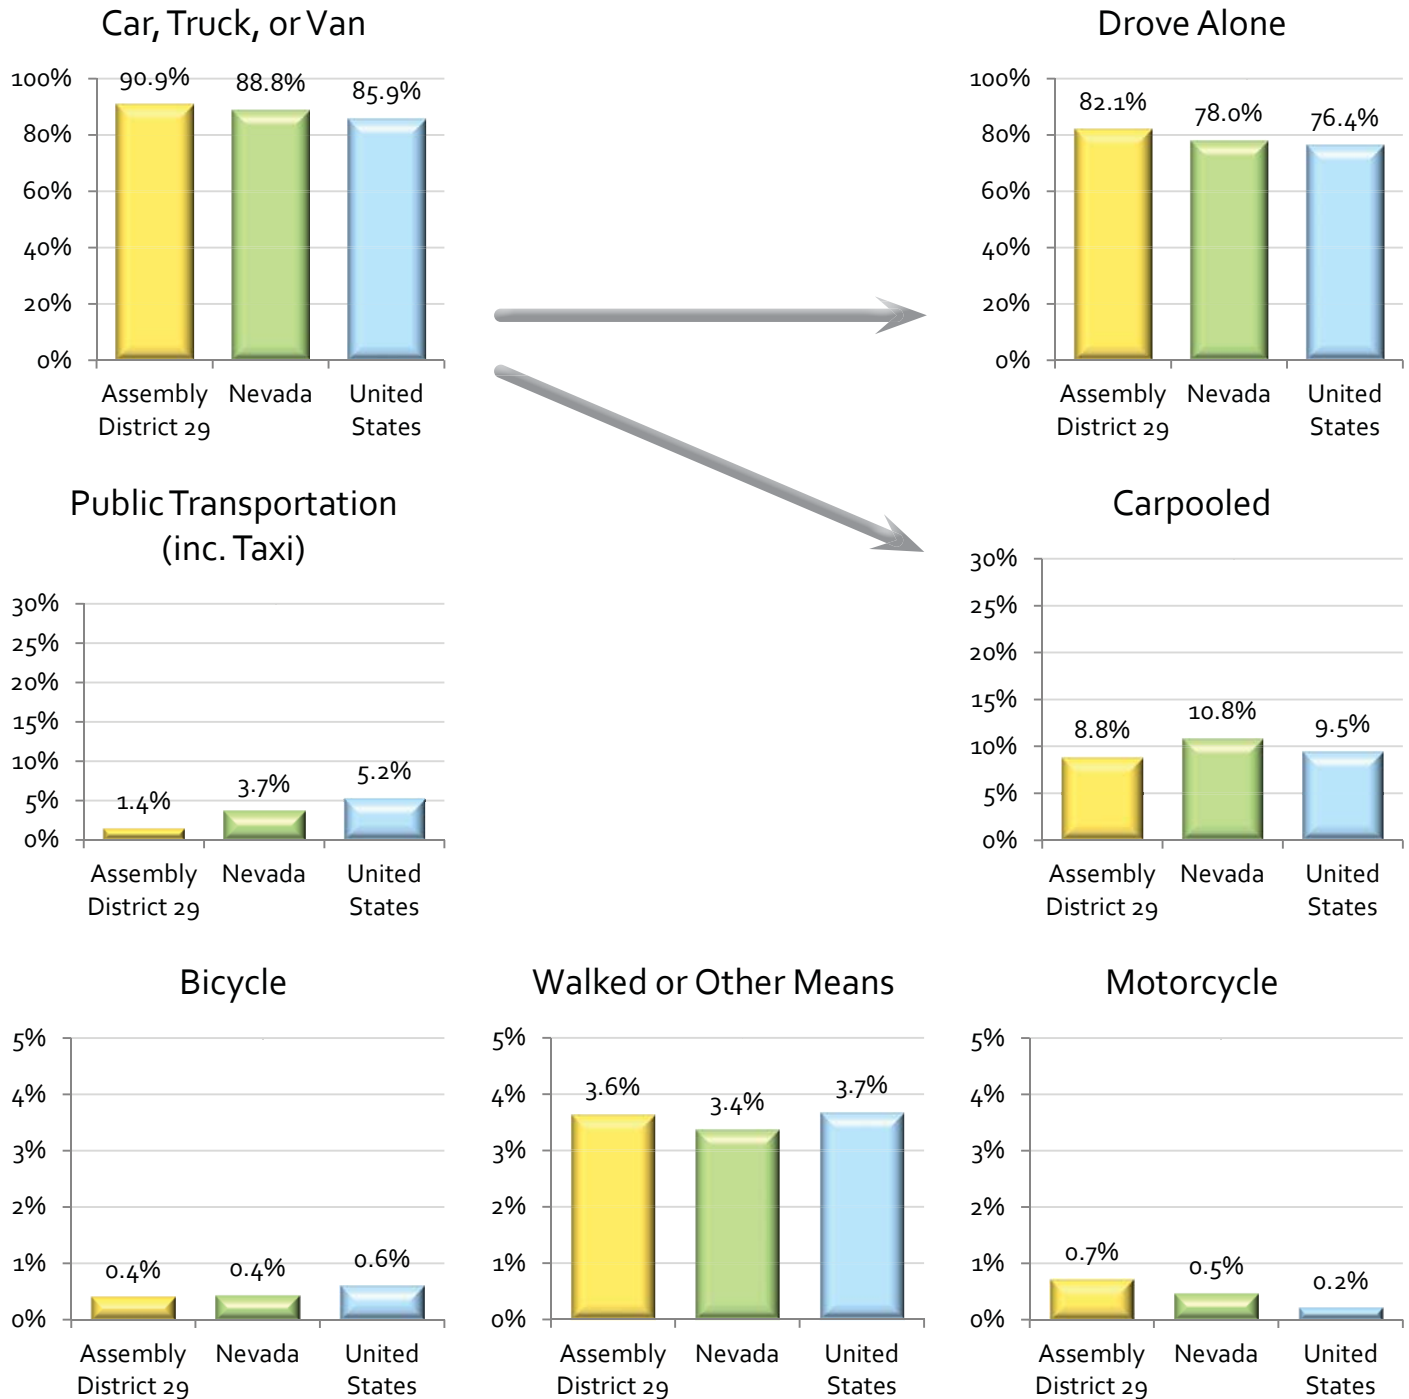 Car, Truck, or Van
100%
80%
60%
40%
20%
0%
90.9%
88.8%
85.9%
Assembly
District 29
Nevada
United
States
Drove Alone
100%
80%
60%
40%
20%
0%
82.1%
78.0%
76.4%
Assembly
District 29
Nevada
United
States
Public Transportation
(inc. Taxi)
30%
25%
20%
15%
10%
5%
0%
1.4%
3.7%
5.2%
Assembly
District 29
Nevada
United
States
Carpooled
30%
25%
20%
15%
10%
5%
0%
8.8%
10.8%
9.5%
Assembly
District 29
Nevada
United
States
Bicycle
5%
4%
3%
2%
1%
0%
0.4%
0.4%
0.6%
Assembly
District 29
Nevada
United
States
Walked or Other Means
5%
4%
3%
2%
1%
0%
3.6%
3.4%
3.7%
Assembly
District 29
Nevada
United
States
Motorcycle
5%
4%
3%
2%
1%
0%
0.7%
0.5%
0.2%
Assembly
District 29
Nevada
United
States